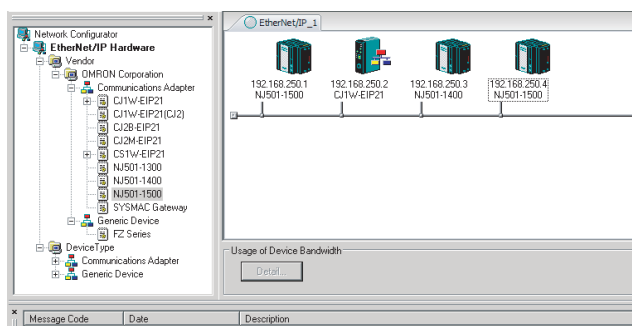 Network Configurator
EtherNet/IP Hardware
Vendor
OMRON Corporation
Communications Adapter
CJ1W-EIP21
CJ1W-EIP21(CJ2)
CJ2B-EIP21
CJ2M-EIP21
CS1W-EIP21
NJ501-1300
NJ501-1400
NJ501-1500
SYSMAC Gateway
Generic Device
FZ Series
DeviceType
Communications Adapter
Generic Device
EtherNet/IP_1
192.168.250.1
NJ501-1500
192.168.250.2
CJ1W-EIP21
192.168.250.3
NJ501-1400
192.168.250.4
NJ501-1500
Usage of Device Bandwidth
Detail...
Message Code
Date
Description